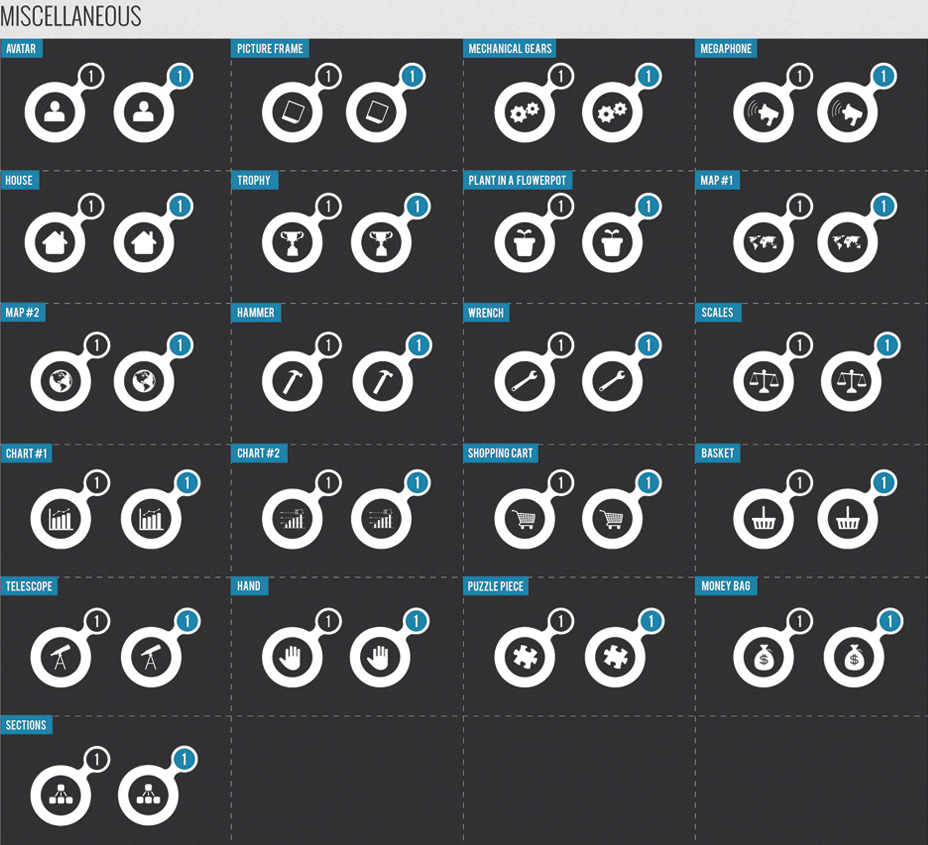 MISCELLANEOUS
AVATAR PICTURE FRAME MECHANICAL GEARS MEGAPHONE
1 1 1 1 1 1 1 1
HOUSE TROPHY PLANT IN A FLOWERPOT MAP #1
1 1 1 1 1 1 1 1
MAP #2 HAMMER WRENCH SCALES
1 1 1 1 1 1 1 1
CHART #1 CHART #2 SHOPPING CART BASKET
1 1 1 1 1 1 1 1
TELESCOPE HAND PUZZLE PIECE MONEY BAG
1 1 1 1 1 1 1 1
$ $
SECTIONS
1 1